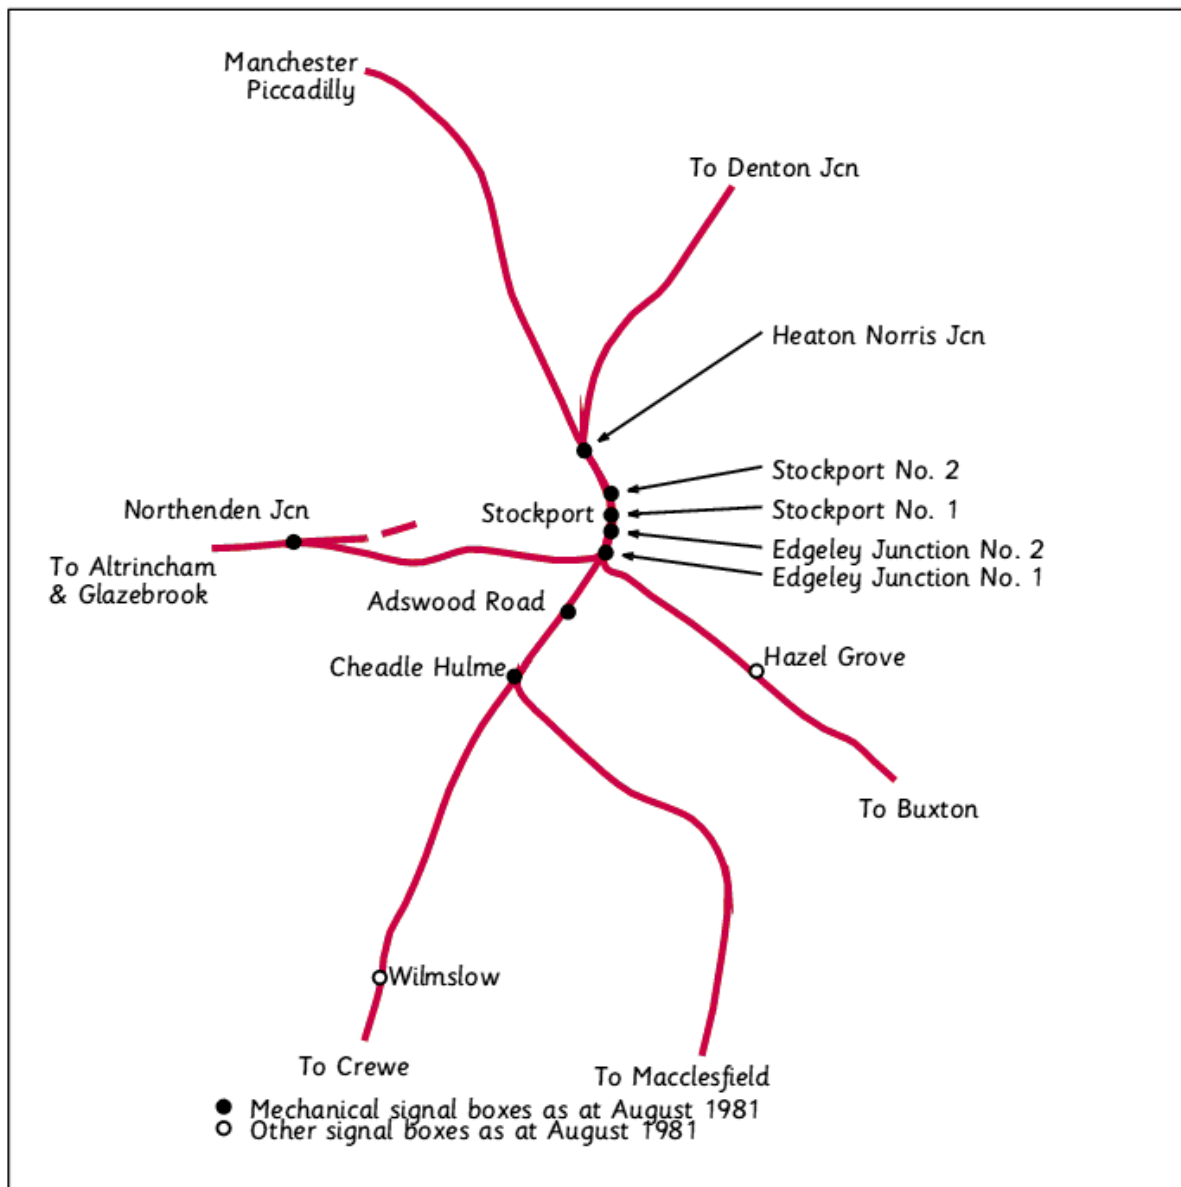 Manchester
Piccadilly
To Denton Jcn
Heaton Norris Jcn
Stockport No. 2
Northenden Jcn
Stockport
Stockport No. 1
Edgeley Junction No. 2
To Altrincham
& Glazebrook
Edgeley Junction No. 1
Adswood Road
Cheadle Hulme
Hazel Grove
To Buxton
Wilmslow
To Crewe
To Macclesfield
Mechanical signal boxes as at August 1981
Other signal boxes as at August 1981